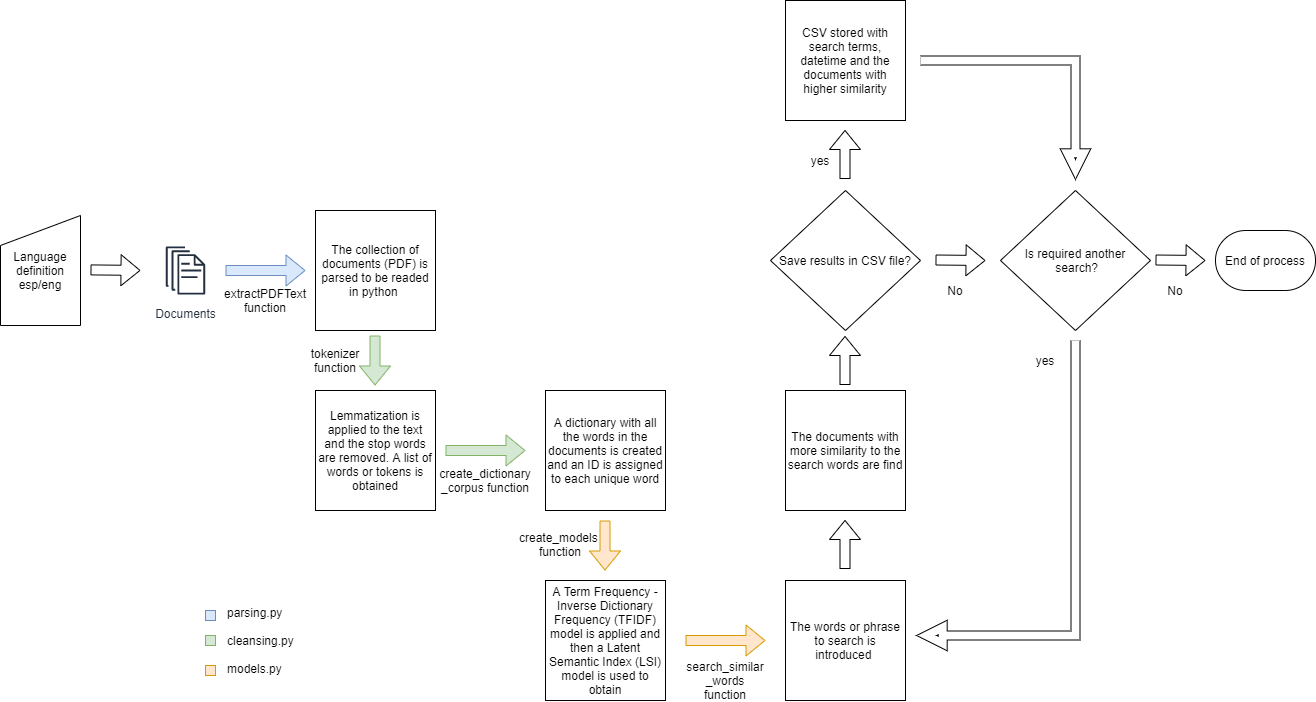 Language
definition
esp/eng
Documents
extractPDFText
function
The collection of
documents (PDF) is
parsed to be readed
in python
tokenizer
function
Lemmatization is
applied to the text
and the stop words
are removed. A list of
words or tokens is
obtained
create_dictionary
_corpus function
A dictionary with all
the words in the
documents is created
and an ID is assigned
to each unique word
create_models
function
A Term Frequency -
Inverse Dictionary
Frequency (TFIDF)
model is applied and
then a Latent
Semantic Index (LSI)
model is used to
obtain
search_similar
_words
function
The words or phrase
to search is
introduced
The documents with
more similarity to the
search words are find
Save results in CSV file?
yes
CSV stored with
search terms,
datetime and the
documents with
higher similarity
No
Is required another
search?
yes
No
End of process
parsing.py
cleansing.py
models.py